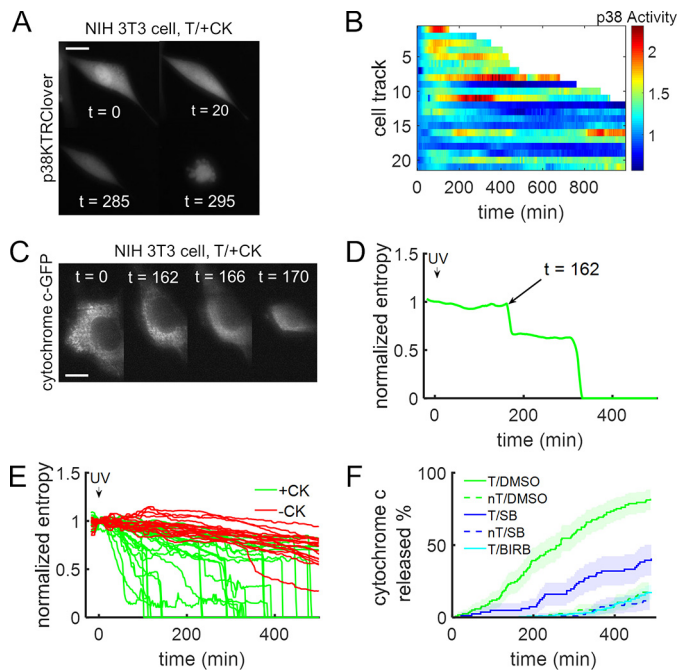 A
NIH 3T3 cell, T/+CK
p38KTRClover
t = 0
t = 20
t = 285
t = 295
B
p38 Activity
cell track
5
10
15
20
0 200 400 600 800
time (min)
2
1.5
1
C
NIH 3T3 cell, T/+CK
cytochrome c-GFP
t = 0
t = 162
t = 166
t = 170
D
UV
t = 162
normalized entropy
1.5
1
0.5
0
0 200 400
time (min)
E
UV
+CK
-CK
normalized entropy
1.5
1
0.5
0
0 200 400
time (min)
F
T/DMSO
nT/DMSO
T/SB
nT/SB
T/BIRB
cytochrome c
released %
100
50
0
0 200 400
time (min)